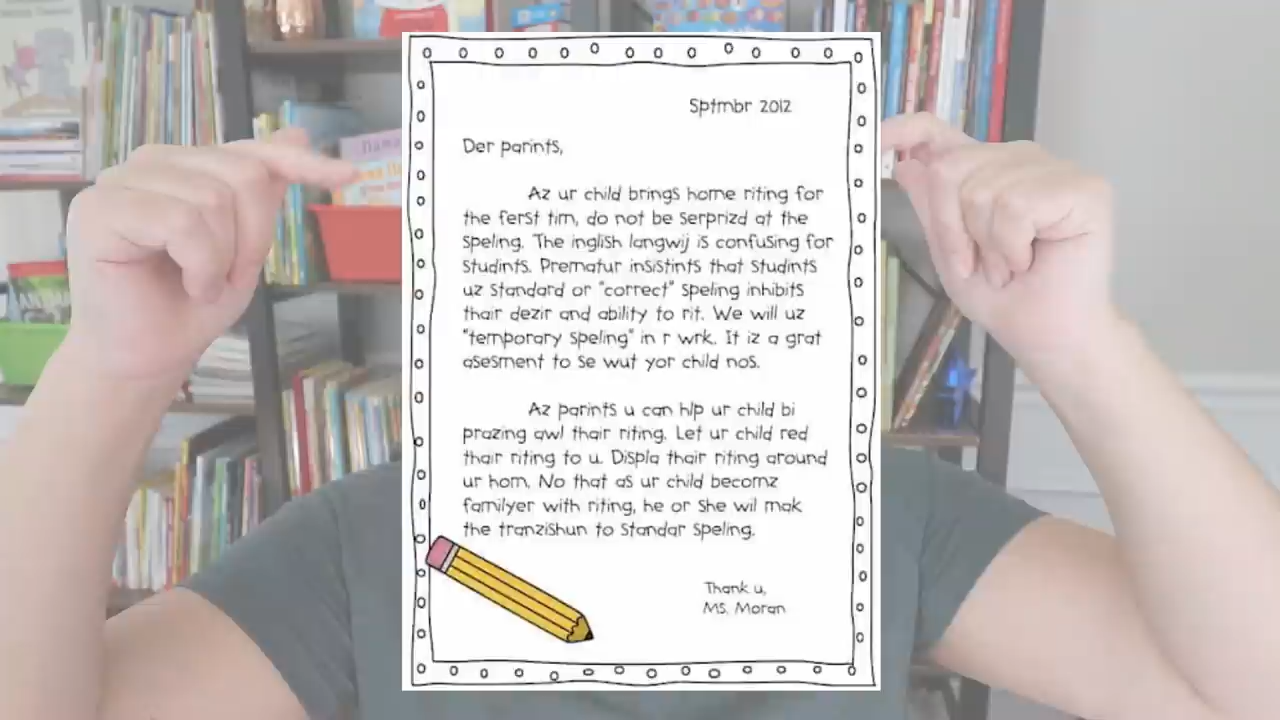 Sptmbr 2012
Der parints,
Az ur child brings home riting for
the ferst tim, do not be serprizd at the
speling. The inglish langwij is confusing for
studints. Prematur insistints that studints
uz standard or "correct" speling inhibits
thair dezir and ability to rit. We will uz
"temporary speling" in r wrk. It iz a grat
asesment to se wut yor child nos.
Az parints u can hlp ur child bi
prazing awl thair riting. Let ur child red
thair riting to u. Displa thair riting around
ur hom. No that as ur child becomz
familyer with riting, he or she wil mak
the tranzishun to standar speling.
Thank u,
MS. Moran